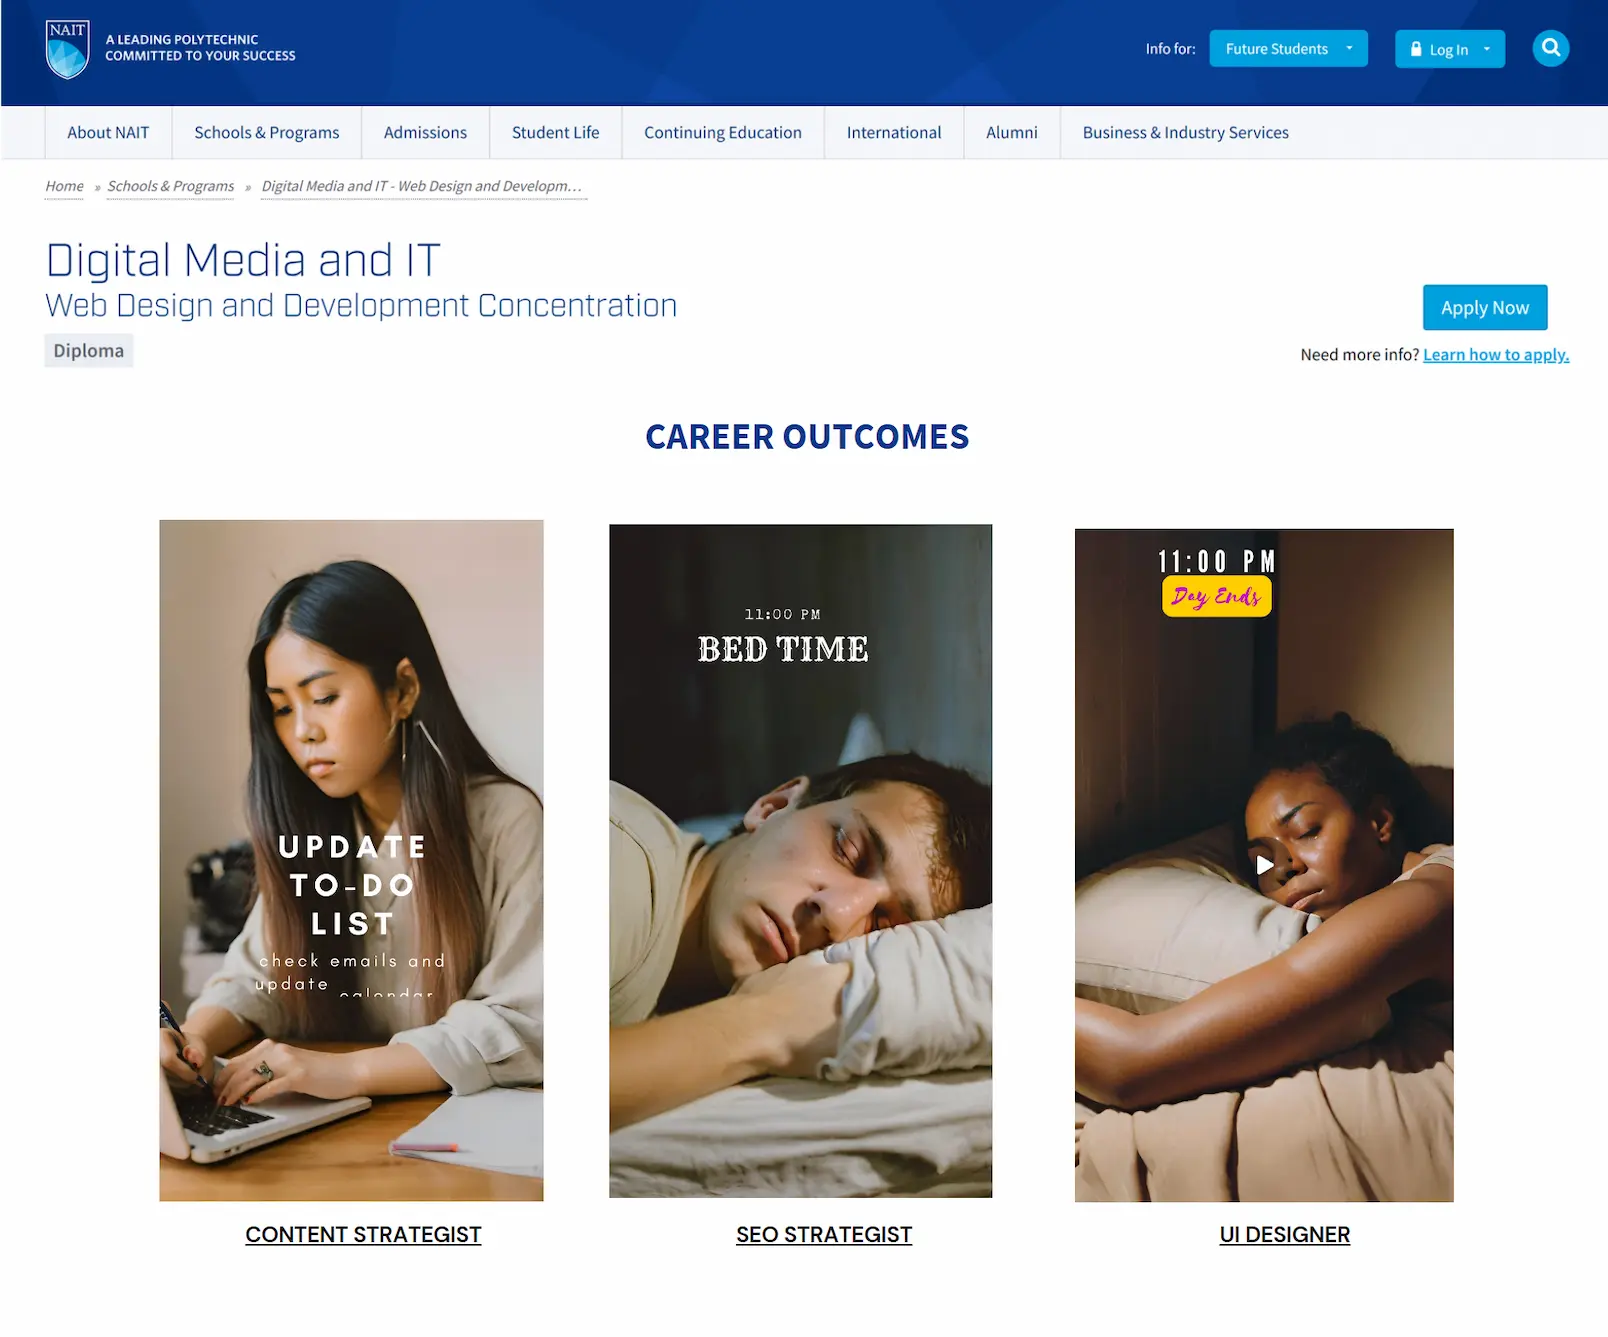 NAIT
A LEADING POLYTECHNIC
COMMITTED TO YOUR SUCCESS
Info for:
Future Students
Log In
About NAIT
Schools & Programs
Admissions
Student Life
Continuing Education
International
Alumni
Business & Industry Services
Home » Schools & Programs » Digital Media and IT - Web Design and Developm...
Digital Media and IT
Web Design and Development Concentration
Diploma
Apply Now
Need more info? Learn how to apply.
CAREER OUTCOMES
UPDATE
TO-DO
LIST
check emails and
update calendar
CONTENT STRATEGIST
11:00 PM
BED TIME
SEO STRATEGIST
11:00 PM
Day Ends
UI DESIGNER